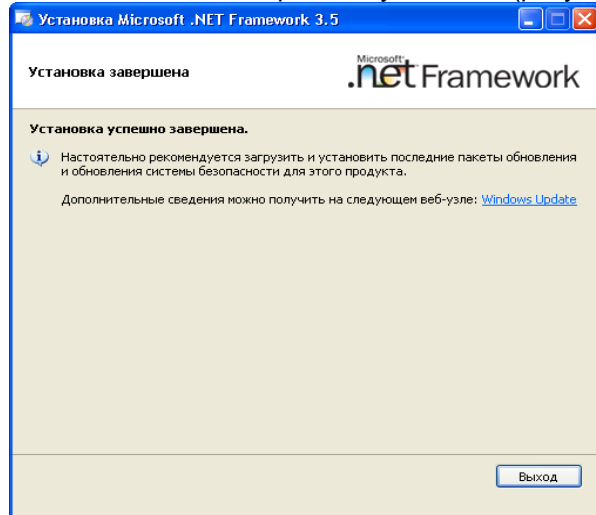 Установка Microsoft .NET Framework 3.5
Установка завершена
Microsoft
.net Framework
Установка успешно завершена.
Настоятельно рекомендуется загрузить и установить последние пакеты обновления
и обновления системы безопасности для этого продукта.
Дополнительные сведения можно получить на следующем веб-узле: Windows Update
Выход